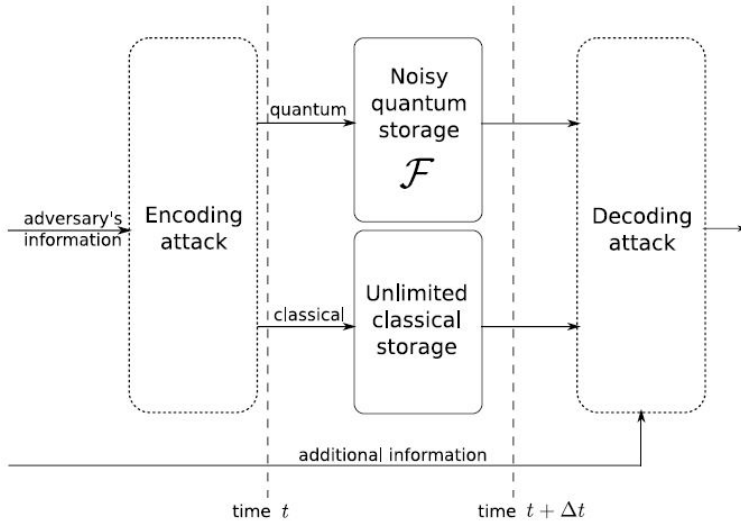 Noisy
quantum
storage
ℱ
quantum
adversary's
information
Encoding
attack
Decoding
attack
Unlimited
classical
storage
classical
additional information
time t
time t + Δt